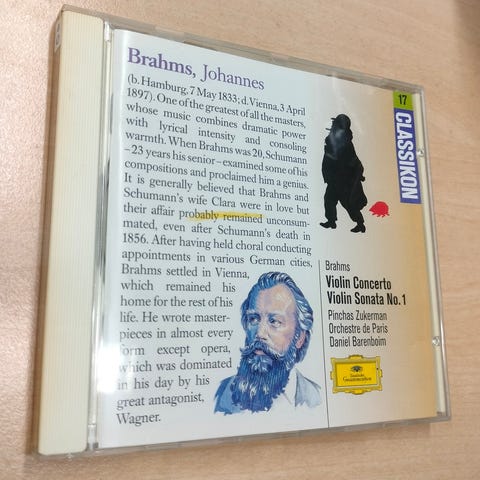 Brahms, Johannes
(b. Hamburg, 7 May 1833; d. Vienna, 3 April
1897). One of the greatest of all the masters,
whose music combines dramatic power
with lyrical intensity and consoling
warmth. When Brahms was 20, Schumann
– 23 years his senior – examined some of his
compositions and proclaimed him a genius.
It is generally believed that Brahms and
Schumann's wife Clara were in love but
their affair probably remained unconsum-
mated, even after Schumann's death in
1856. After having held choral conducting
appointments in various German cities,
Brahms settled in Vienna,
which remained his
home for the rest of his
life. He wrote master-
pieces in almost every
form except opera,
which was dominated
in his day by his
great antagonist,
Wagner.
17
CLASSIKON
Brahms
Violin Concerto
Violin Sonata No. 1
Pinchas Zukerman
Orchestre de Paris
Daniel Barenboim
Deutsche
Grammophon